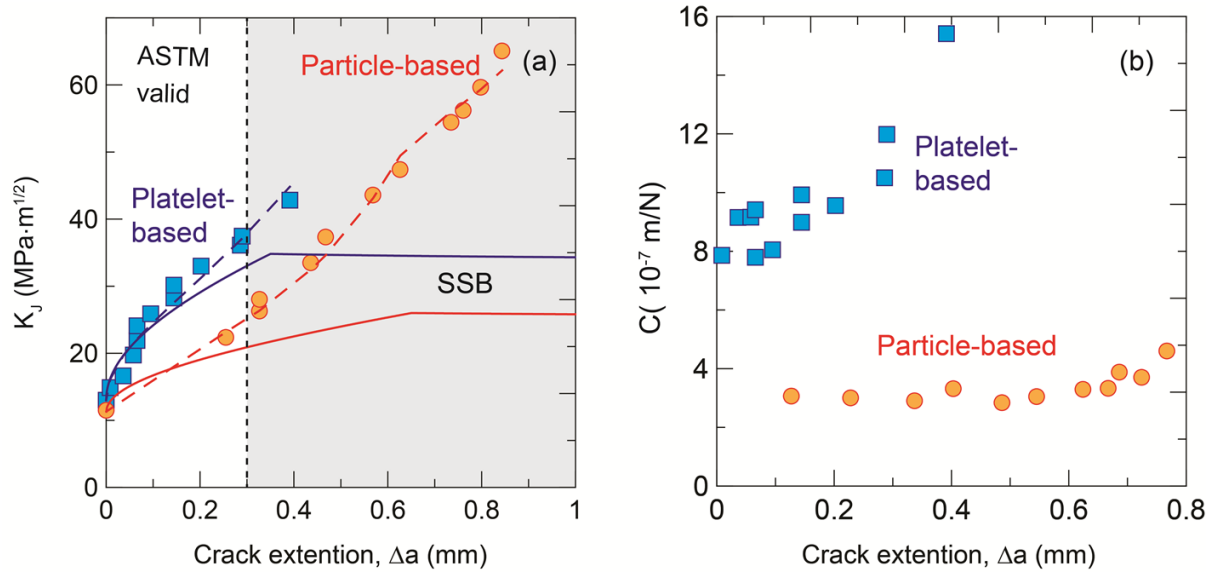 (a)
ASTM
valid
Particle-based
Platelet-
based
SSB
K_J (MPa·m^1/2)
60
40
20
0
0 0.2 0.4 0.6 0.8 1
Crack extention, Δa (mm)
(b)
Platelet-
based
Particle-based
C( 10^-7 m/N)
16
12
8
4
0
0 0.2 0.4 0.6 0.8
Crack extention, Δa (mm)